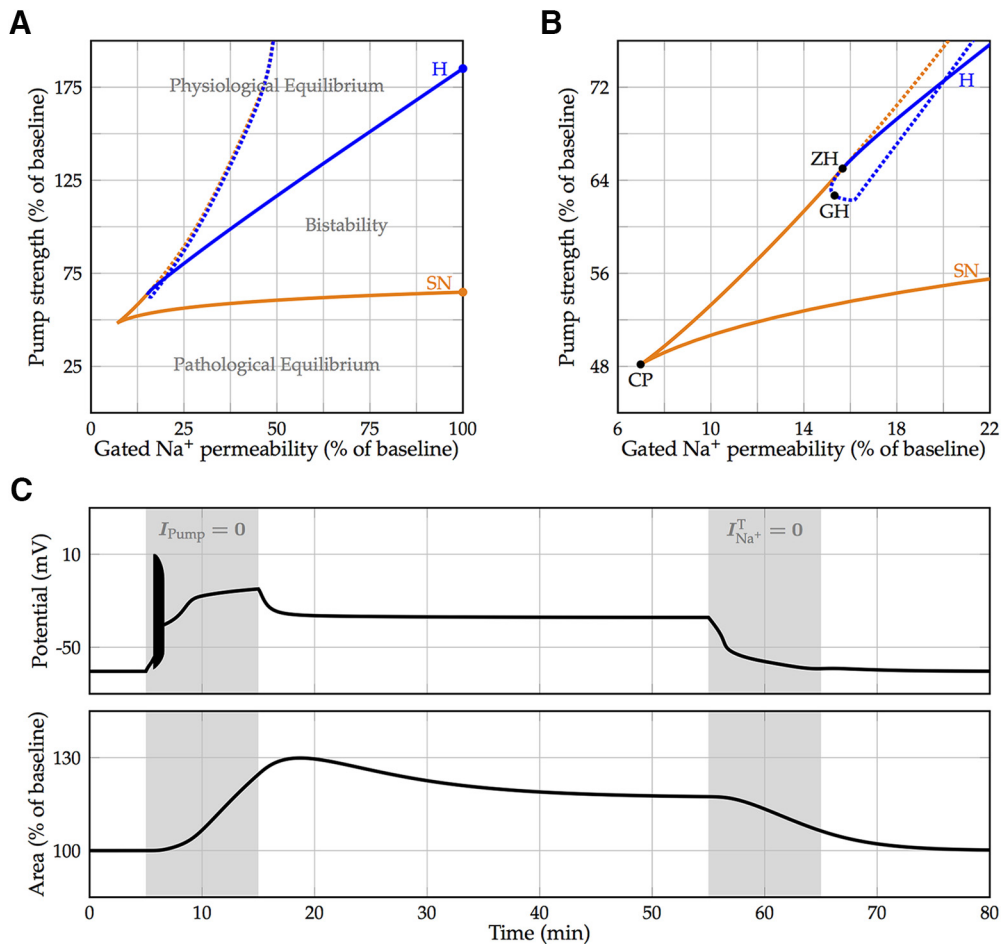 A
Pump strength (% of baseline)
175
125
75
25
Physiological Equilibrium
H
Bistability
SN
Pathological Equilibrium
0 25 50 75 100
Gated Na⁺ permeability (% of baseline)
B
Pump strength (% of baseline)
72
64
56
48
H
ZH
GH
SN
CP
6 10 14 18 22
Gated Na⁺ permeability (% of baseline)
C
Potential (mV)
10
-50
I_Pump = 0
I^T_Na⁺ = 0
Area (% of baseline)
130
100
0 10 20 30 40 50 60 70 80
Time (min)